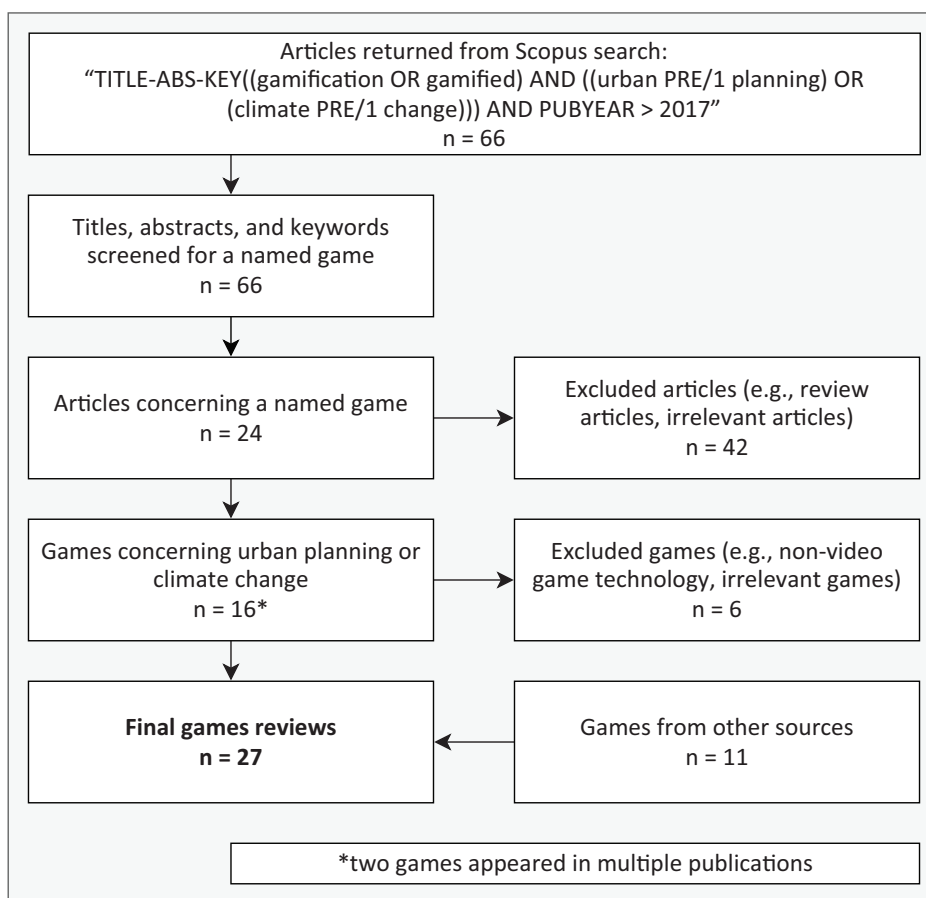 Articles returned from Scopus search:
“TITLE-ABS-KEY((gamification OR gamified) AND ((urban PRE/1 planning) OR
(climate PRE/1 change))) AND PUBYEAR > 2017”
n = 66
Titles, abstracts, and keywords
screened for a named game
n = 66
Articles concerning a named game
n = 24
Excluded articles (e.g., review
articles, irrelevant articles)
n = 42
Games concerning urban planning or
climate change
n = 16*
Excluded games (e.g., non-video
game technology, irrelevant games)
n = 6
Final games reviews
n = 27
Games from other sources
n = 11
*two games appeared in multiple publications